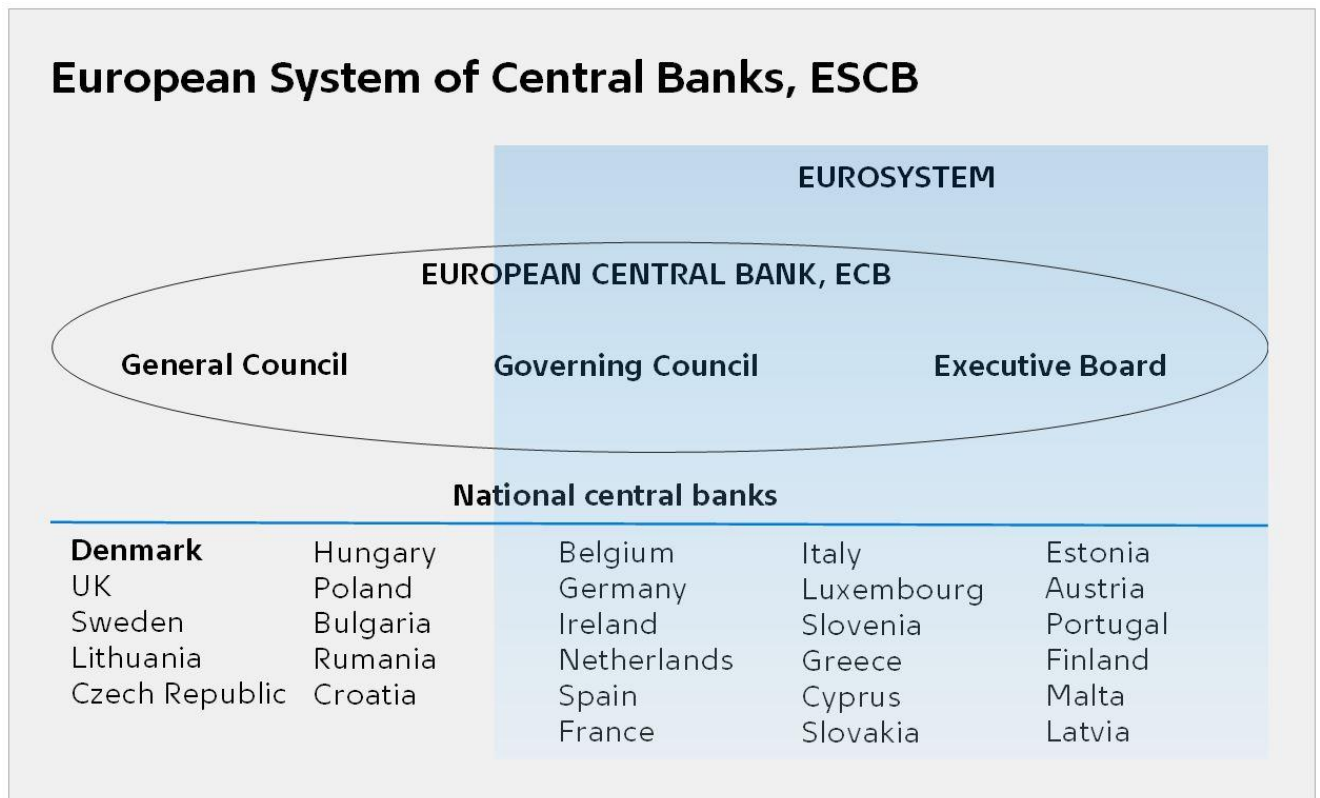 European System of Central Banks, ESCB
EUROSYSTEM
EUROPEAN CENTRAL BANK, ECB
General Council Governing Council Executive Board
National central banks
Denmark Hungary Belgium Italy Estonia
UK Poland Germany Luxembourg Austria
Sweden Bulgaria Ireland Slovenia Portugal
Lithuania Rumania Netherlands Greece Finland
Czech Republic Croatia Spain Cyprus Malta
France Slovakia Latvia